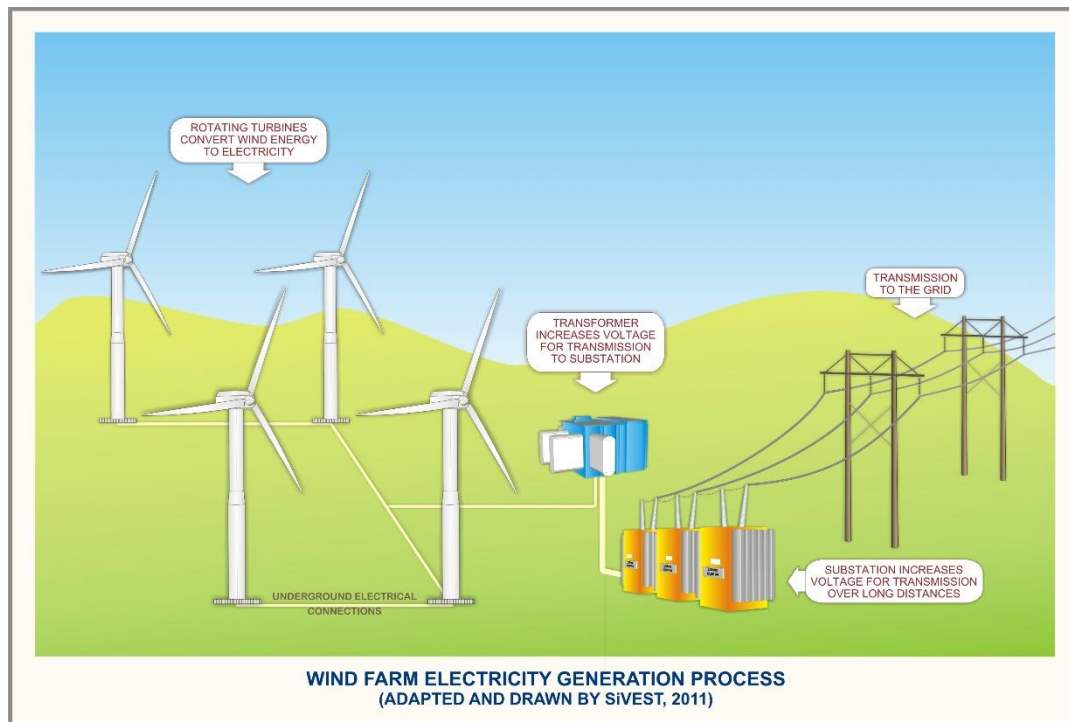 ROTATING TURBINES
CONVERT WIND ENERGY
TO ELECTRICITY
TRANSMISSION
TO THE GRID
TRANSFORMER
INCREASES VOLTAGE
FOR TRANSMISSION
TO SUBSTATION
SUBSTATION INCREASES
VOLTAGE FOR TRANSMISSION
OVER LONG DISTANCES
UNDERGROUND ELECTRICAL
CONNECTIONS
WIND FARM ELECTRICITY GENERATION PROCESS
(ADAPTED AND DRAWN BY SiVEST, 2011)